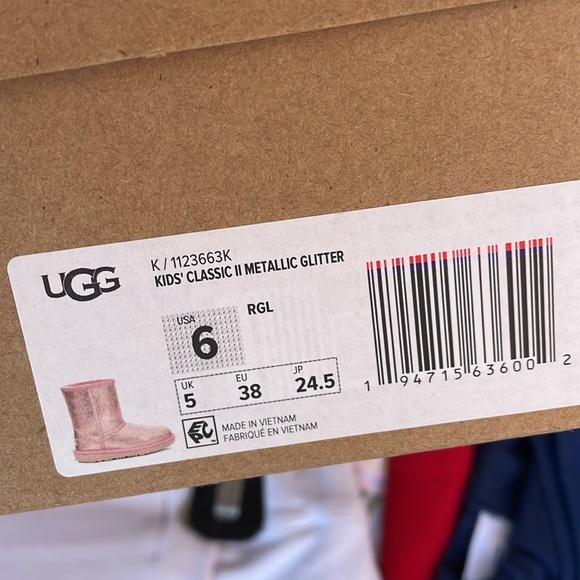 UGG
K / 1123663K
KIDS' CLASSIC II METALLIC GLITTER
USA
6
RGL
UK
5
EU
38
JP
24.5
MADE IN VIETNAM
FABRIQUÉ EN VIETNAM
1 94715 63600 2